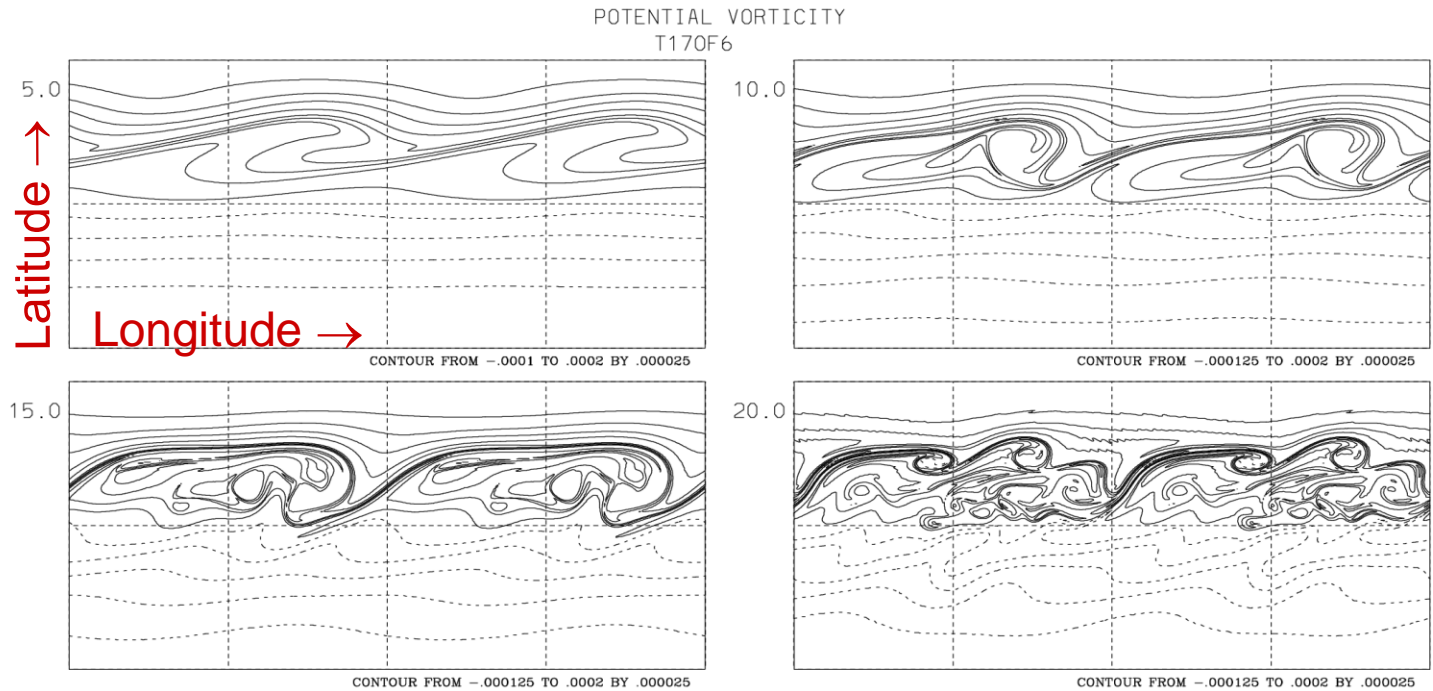 POTENTIAL VORTICITY
T170F6
5.0
10.0
Latitude →
Longitude →
CONTOUR FROM −.0001 TO .0002 BY .000025
CONTOUR FROM −.000125 TO .0002 BY .000025
15.0
20.0
CONTOUR FROM −.000125 TO .0002 BY .000025
CONTOUR FROM −.000125 TO .0002 BY .000025